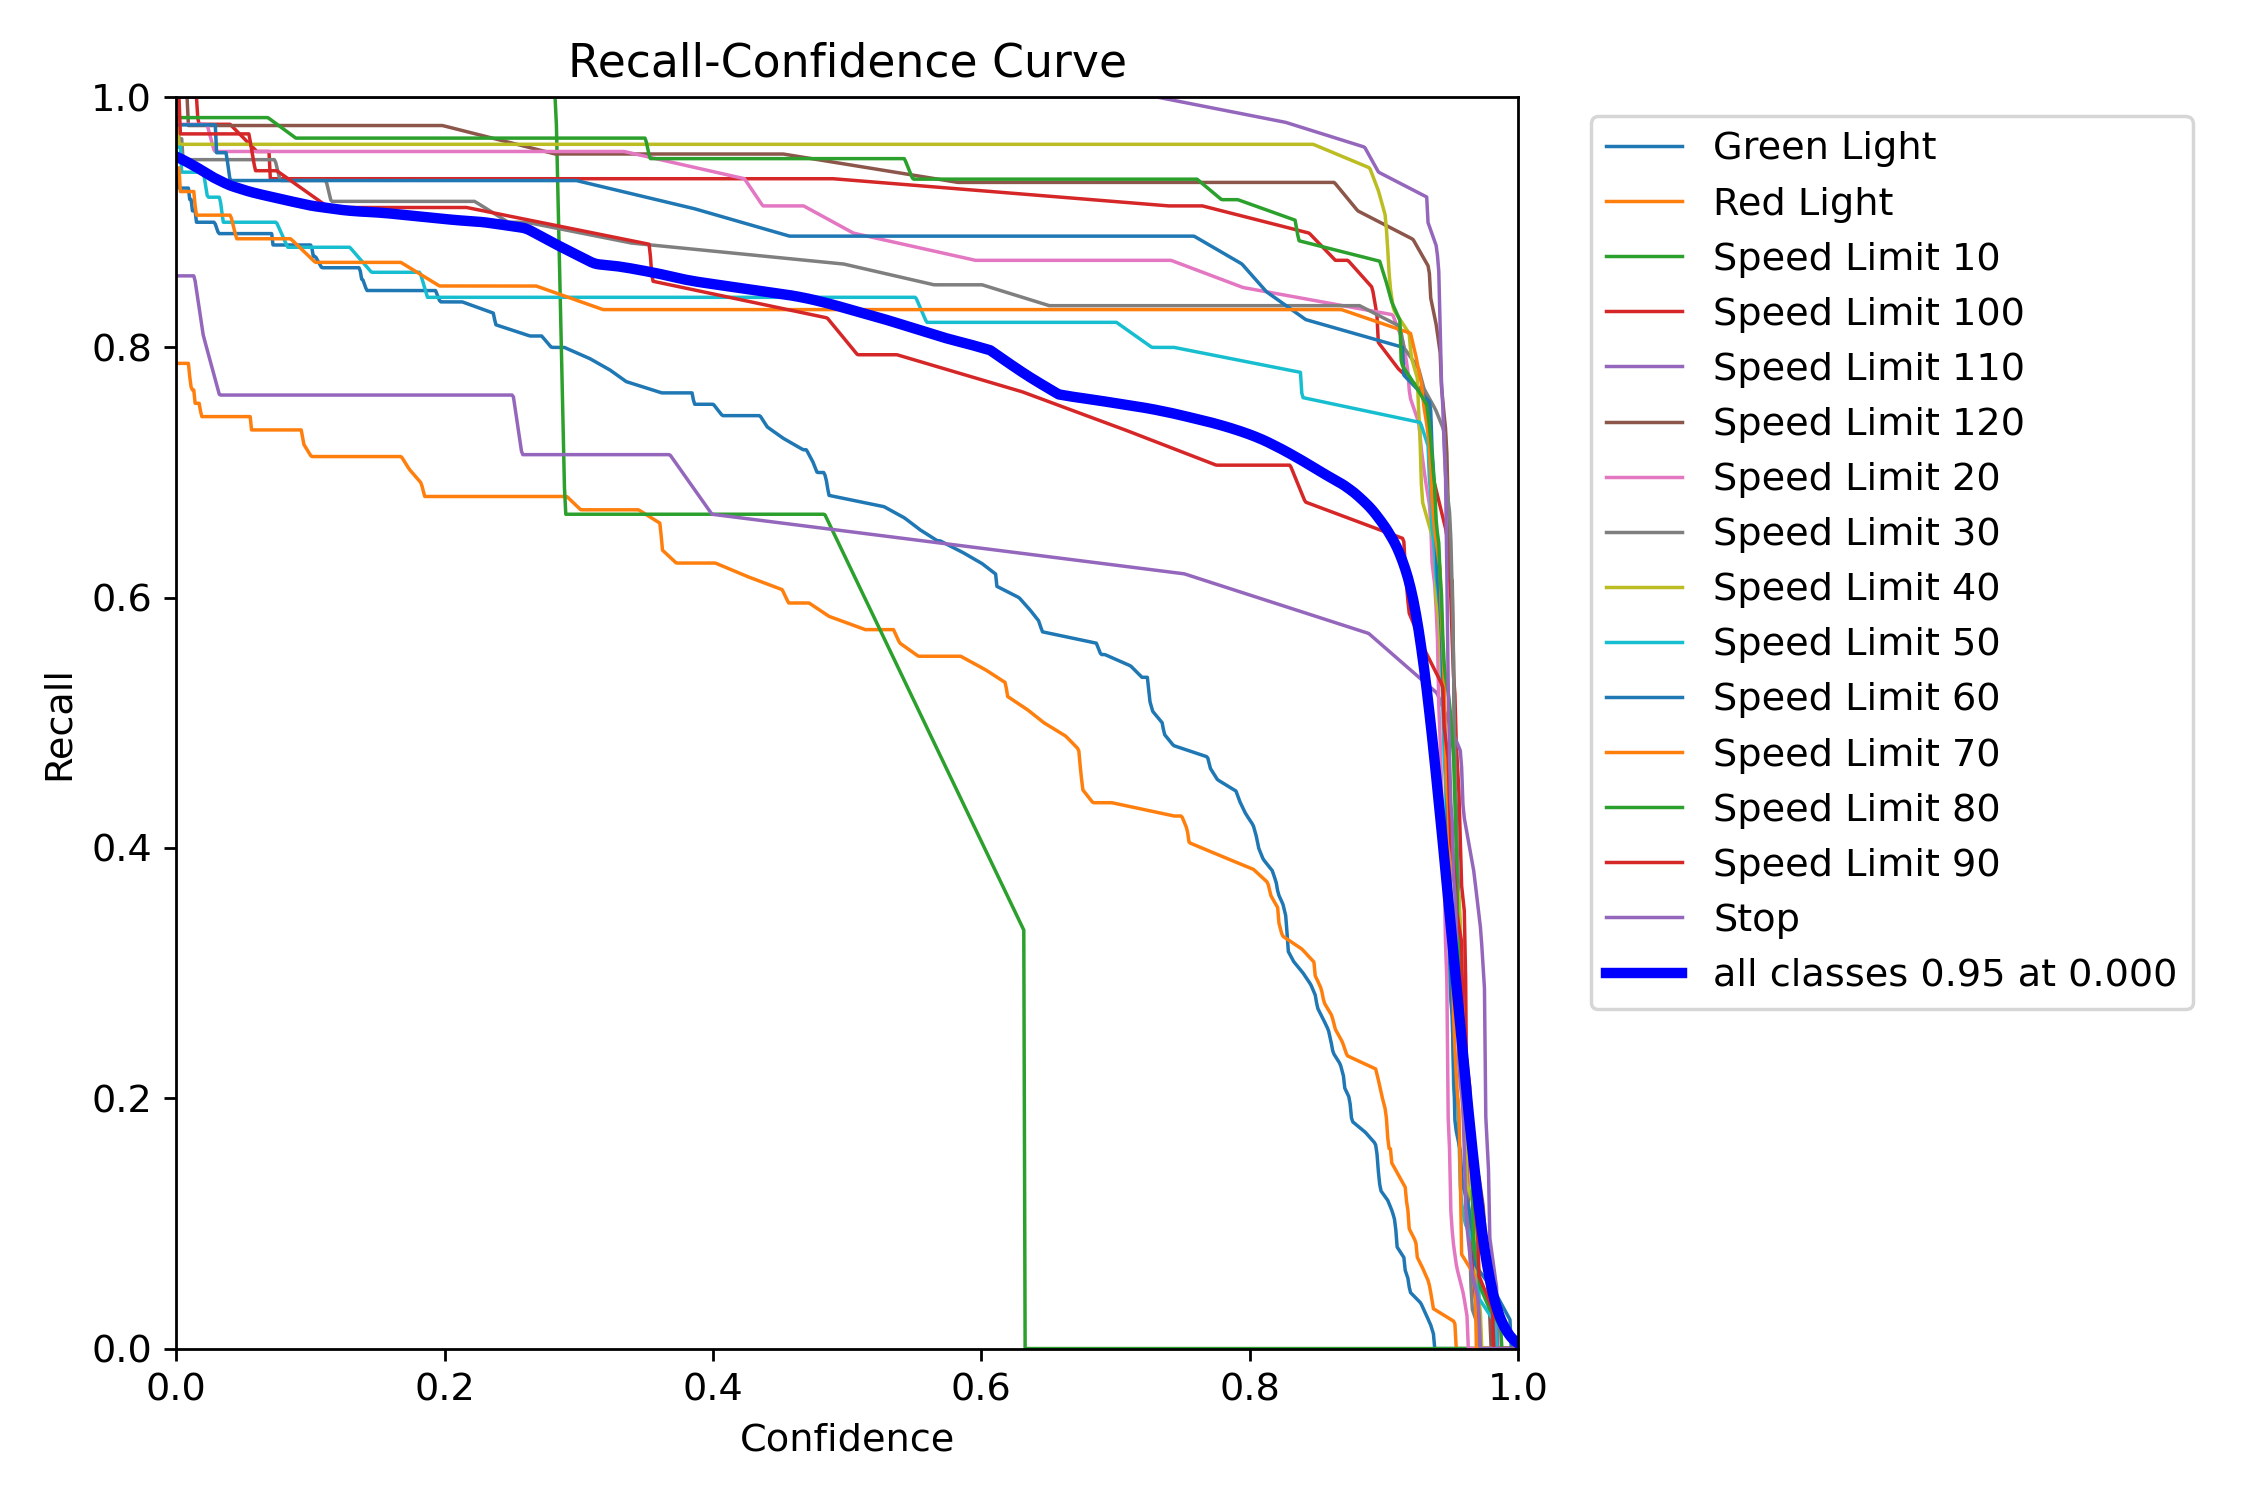 Recall-Confidence Curve
1.0
0.8
0.6
0.4
0.2
0.0
Recall
0.0 0.2 0.4 0.6 0.8 1.0
Confidence
Green Light
Red Light
Speed Limit 10
Speed Limit 100
Speed Limit 110
Speed Limit 120
Speed Limit 20
Speed Limit 30
Speed Limit 40
Speed Limit 50
Speed Limit 60
Speed Limit 70
Speed Limit 80
Speed Limit 90
Stop
all classes 0.95 at 0.000